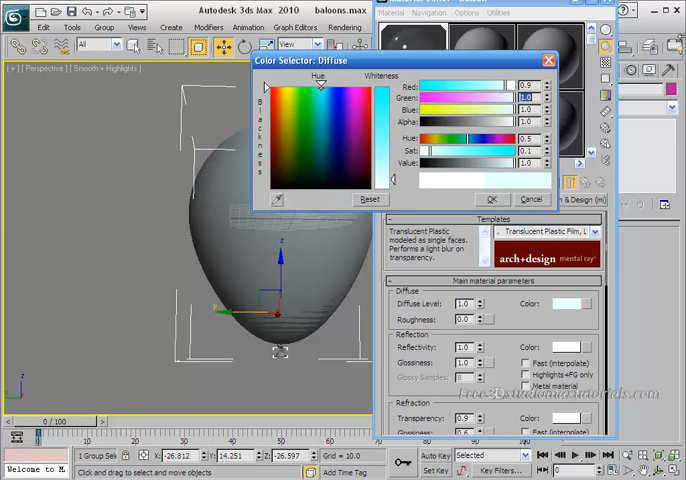 Autodesk 3ds Max 2010
baloons.max
Edit
Tools
Group
Views
Create
Modifiers
Animation
Graph Editors
Rendering
Material
Navigation
Options
Utilities
All
View
[ + ] [ Perspective ] [ Smooth + Highlights ]
Color Selector: Diffuse
Hue
Whiteness
Blackness
Red: 0.9
Green: 1.0
Blue: 1.0
Alpha: 1.0
Hue: 0.5
Sat: 0.1
Value: 1.0
Reset
OK
Cancel
& Design (mi)
Templates
Translucent Plastic
modeled as single faces.
Performs a light blur on
transparency.
Translucent Plastic Film, L
arch+design mental ray
Main material parameters
Diffuse
Diffuse Level: 1.0 Color:
Roughness: 0.0
Reflection
Reflectivity: 1.0 Color:
Glossiness: 1.0 Fast (interpolate)
Glossy Samples: 8 Highlights+FG only
Metal material
Free3Dstudiomaxtutorials.com
Refraction
Transparency: 0.9 Color:
z
y
0 / 100
0 10 20 30 40 50 60 70 80 90 100
1 Group Selec X: -26.812 Y: 14.251 Z: -26.597 Grid = 10.0
Auto Key Selected
Welcome to M
Click and drag to select and move objects
Add Time Tag
Set Key Key Filters... 0